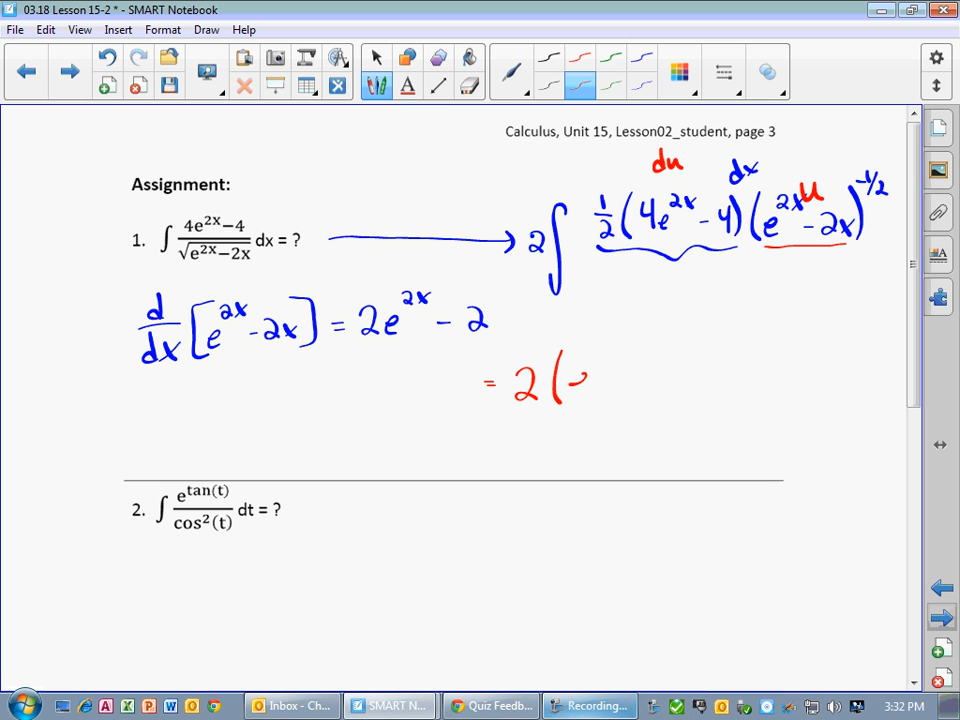 03.18 Lesson 15-2 * - SMART Notebook
File Edit View Insert Format Draw Help
Calculus, Unit 15, Lesson02_student, page 3
Assignment:
du dx u
1. ∫ (4e^(2x)−4)/√(e^(2x)−2x) dx = ? → 2∫ 1/2 (4e^(2x) − 4)(e^(2x) − 2x)^(−1/2)
d/dx [e^(2x) − 2x] = 2e^(2x) − 2
= 2 (
2. ∫ e^(tan(t))/cos²(t) dt = ?
Inbox - Ch... SMART N... Quiz Feedb... Recording... 3:32 PM